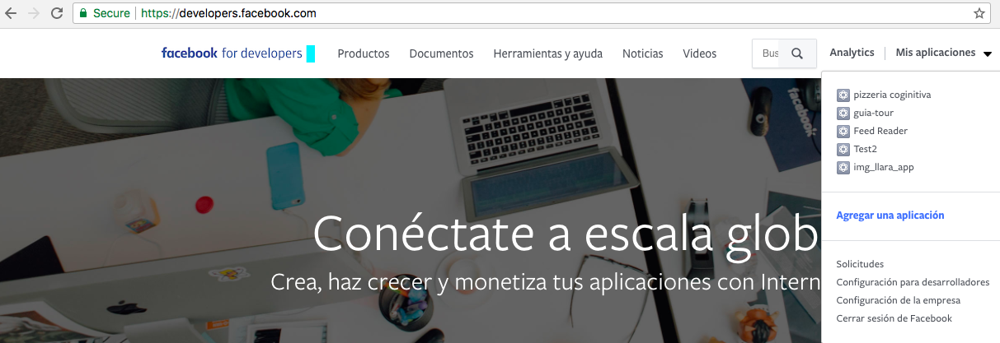 Secure https://developers.facebook.com
facebook for developers Productos Documentos Herramientas y ayuda Noticias Videos Bus Analytics Mis aplicaciones
pizzeria coginitiva
guia-tour
Feed Reader
Test2
img_llara_app
Agregar una aplicación
Solicitudes
Configuración para desarrolladores
Configuración de la empresa
Cerrar sesión de Facebook
facebook
Conéctate a escala glob
Crea, haz crecer y monetiza tus aplicaciones con Intern